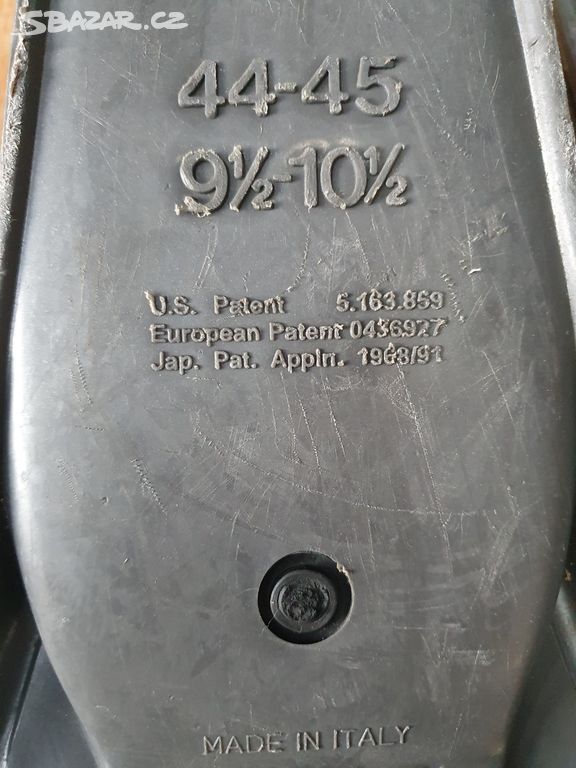 SBAZAR.CZ
44-45
9½-10½
U.S. Patent 5.163.859
European Patent 0436927
Jap. Pat. Appln. 1968/91
MADE IN ITALY